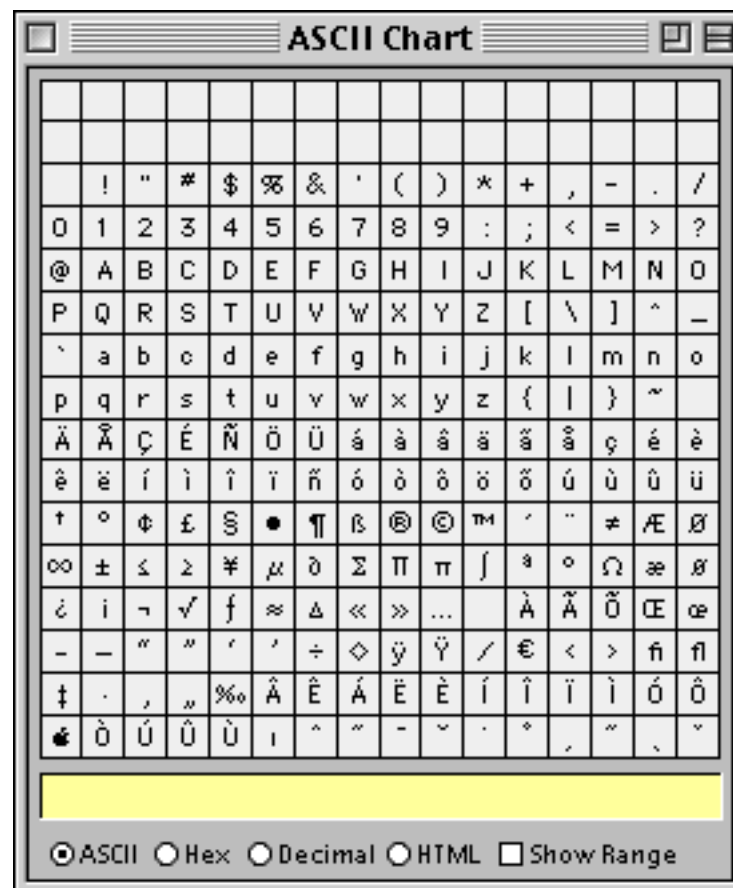 ASCII Chart
! " # $ % & ' ( ) * + , - . /
0 1 2 3 4 5 6 7 8 9 : ; < = > ?
@ A B C D E F G H I J K L M N O
P Q R S T U V W X Y Z [ \ ] ^ _
` a b c d e f g h i j k l m n o
p q r s t u v w x y z { | } ~
Ä Å Ç É Ñ Ö Ü á à â ä ã å ç é è
ê ë í ì î ï ñ ó ò ô ö õ ú ù û ü
† ° ¢ £ § • ¶ ß ® © ™ ´ ¨ ≠ Æ Ø
∞ ± ≤ ≥ ¥ µ ∂ Σ Π π ∫ ª º Ω æ ø
¿ ¡ ¬ √ ƒ ≈ ∆ « » … À Ã Õ Œ œ
– — “ ” ‘ ’ ÷ ◊ ÿ Ÿ ⁄ € ‹ › fi fl
‡ · ‚ „ ‰ Â Ê Á Ë È Í Î Ï Ì Ó Ô
 Ò Ú Û Ù ı ˆ ˜ ¯ ˘ ˙ ˚ ¸ ˝ ˛ ˇ
ASCII Hex Decimal HTML Show Range